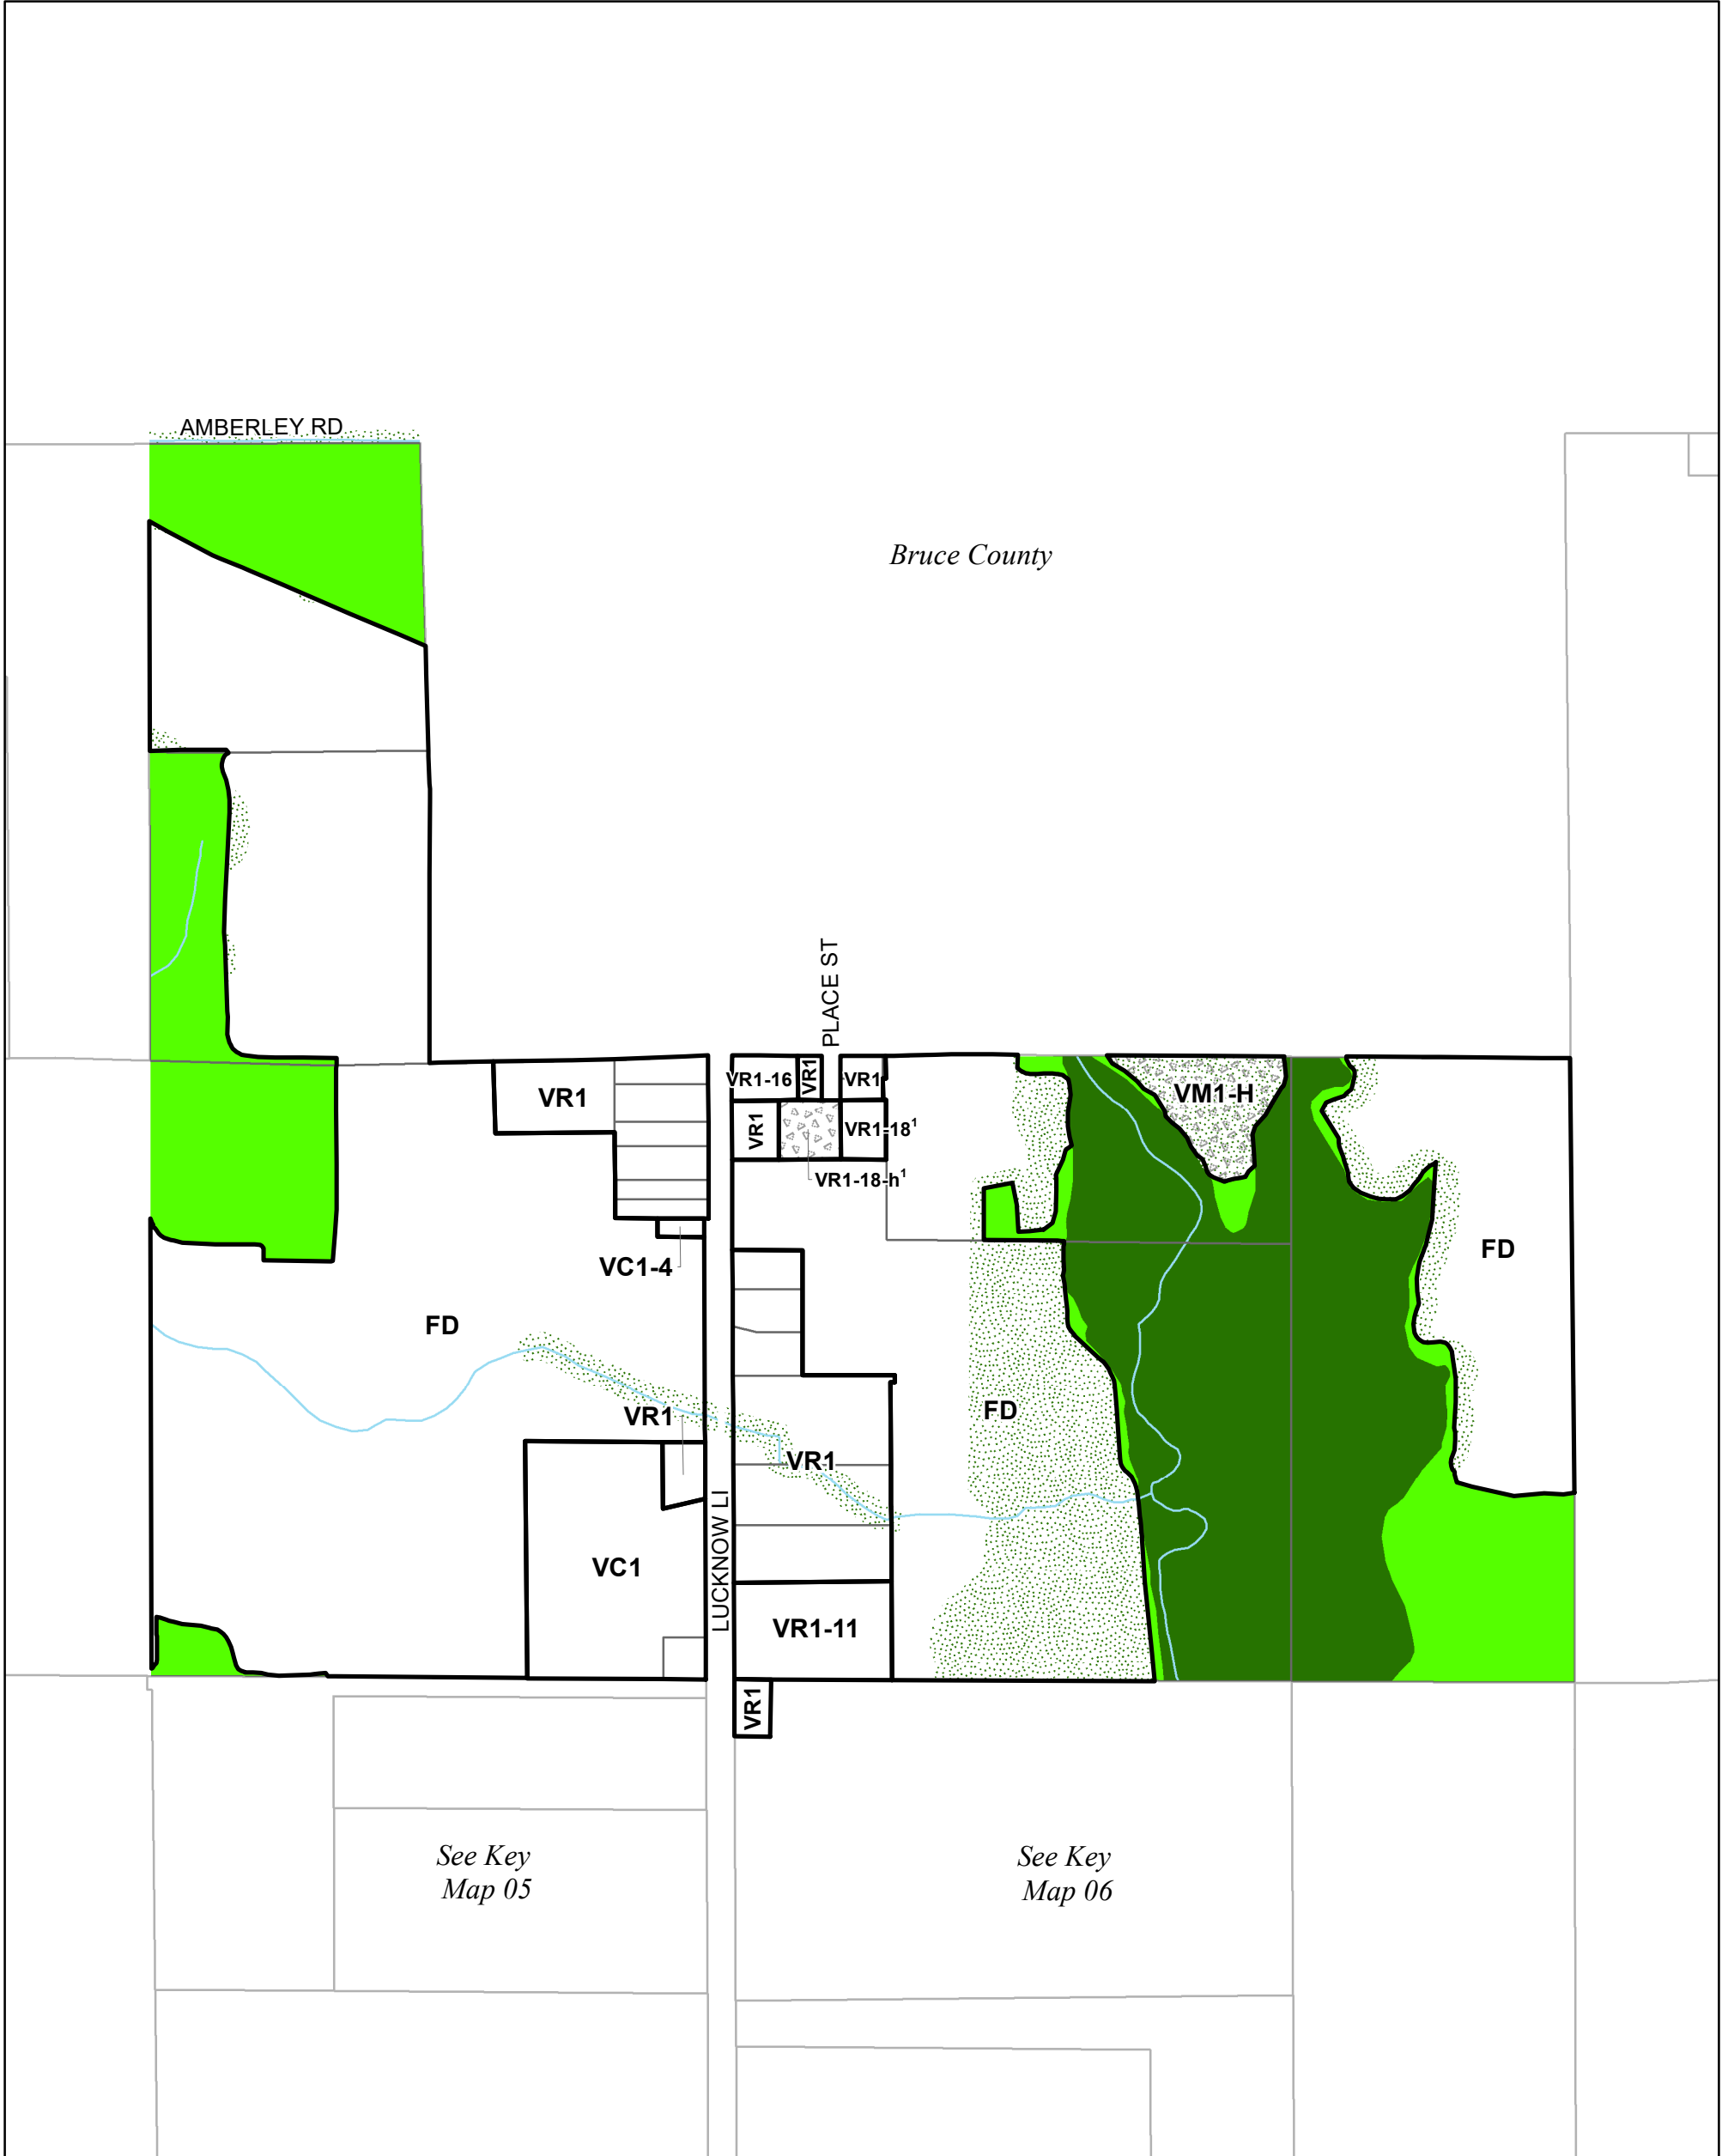 AMBERLEY RD
Bruce County
PLACE ST
VR1-16
VR1
VR1
VR1
VM1-H
VR1
VR1-18¹
VR1-18-h¹
FD
VC1-4
FD
FD
VR1
VR1
LUCKNOW LI
VC1
VR1-11
VR1
See Key
Map 05
See Key
Map 06